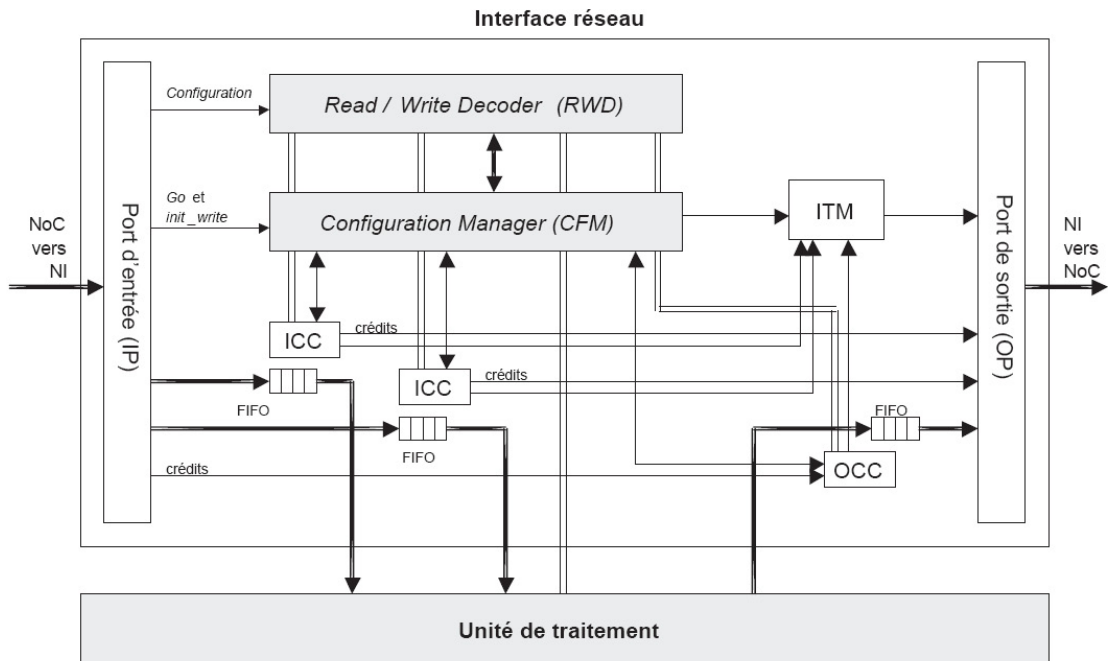 Interface réseau
Configuration
Read / Write Decoder (RWD)
Go et
init_write
Configuration Manager (CFM)
ITM
NoC
vers
NI
Port d'entrée (IP)
Port de sortie (OP)
NI
vers
NoC
ICC
crédits
ICC
crédits
FIFO
FIFO
FIFO
crédits
OCC
Unité de traitement